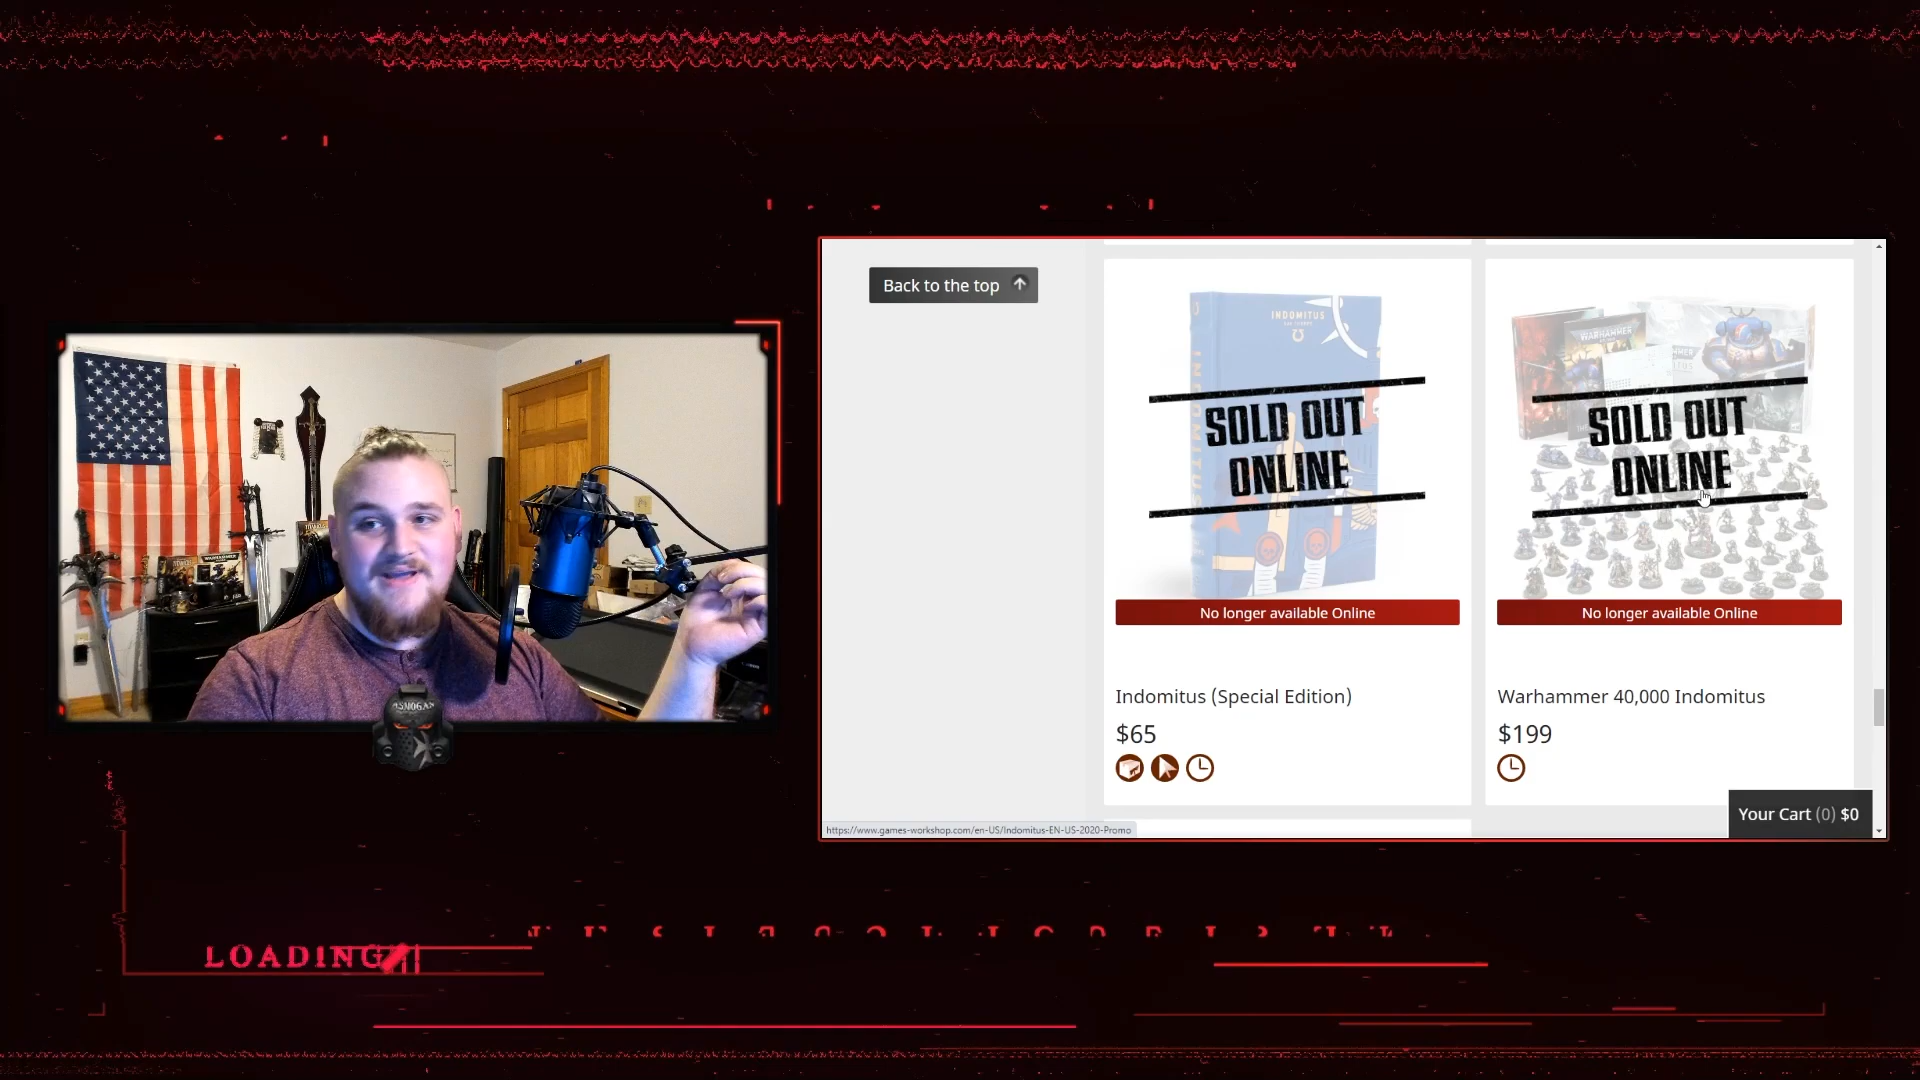 Back to the top
INDOMITUS
INDOMITUS
WARHAMMER
SOLD OUT
ONLINE
SOLD OUT
ONLINE
No longer available Online
No longer available Online
Indomitus (Special Edition)
Warhammer 40,000 Indomitus
$65
$199
Your Cart (0) $0
https://www.games-workshop.com/en-US/Indomitus-EN-US-2020-Promo
LOADING